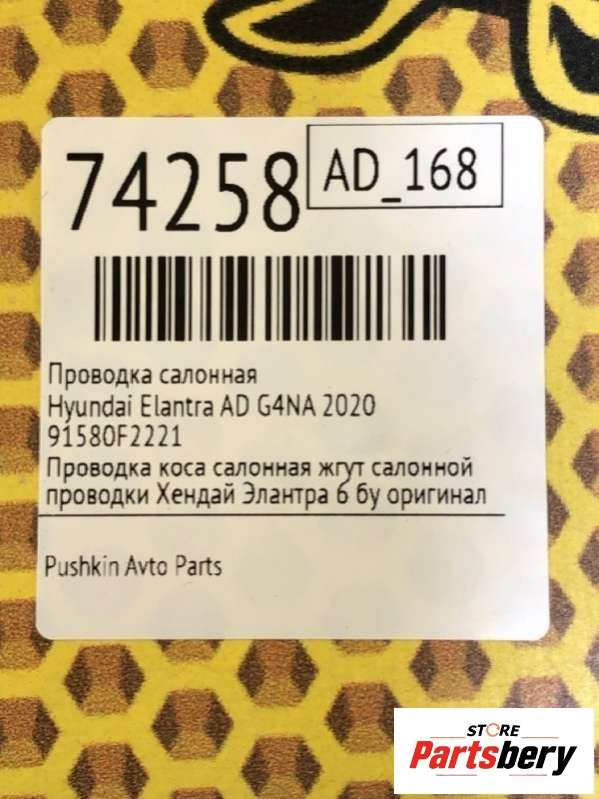 74258
AD_168
Проводка салонная
Hyundai Elantra AD G4NA 2020
91580F2221
Проводка коса салонная жгут салонной
проводки Хендай Элантра 6 бу оригинал
Pushkin Avto Parts
STORE
Partsbery